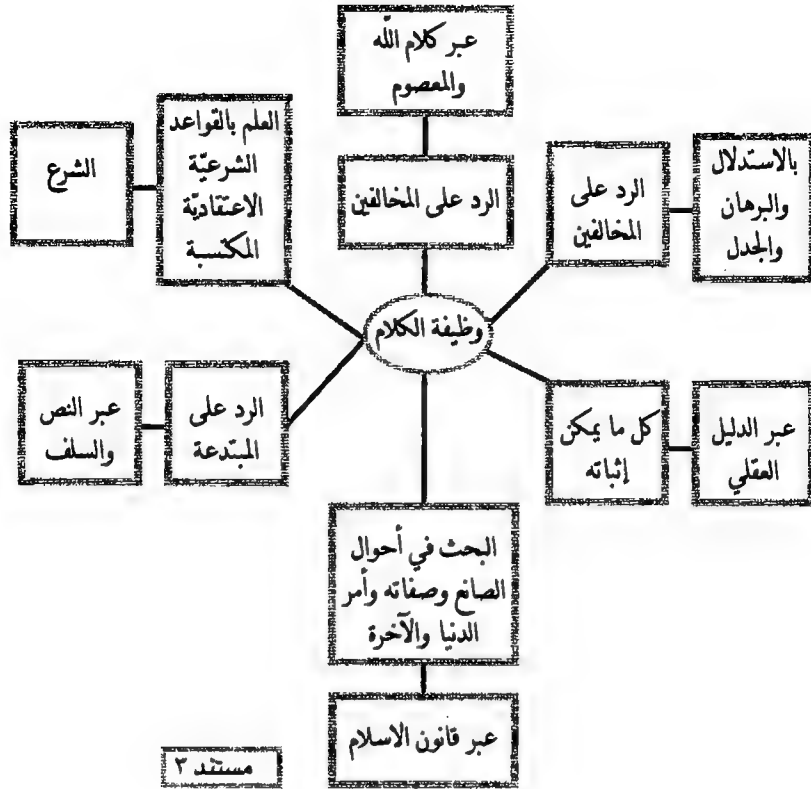 عبر كلام اللّه
والمعصوم
الرد على المخالفين
بالاستدلال
والبرهان
والجدل
الرد على
المخالفين
العلم بالقواعد
الشرعيّة
الاعتقاديّة
المكتسبة
الشرع
وظيفة الكلام
عبر الدليل
العقلي
كل ما يمكن
إثباته
الرد على
المبتدعة
عبر النص
والسلف
البحث في أحوال
الصانع وصفاته وأمر
الدنيا والآخرة
عبر قانون الاسلام
مستند ٣